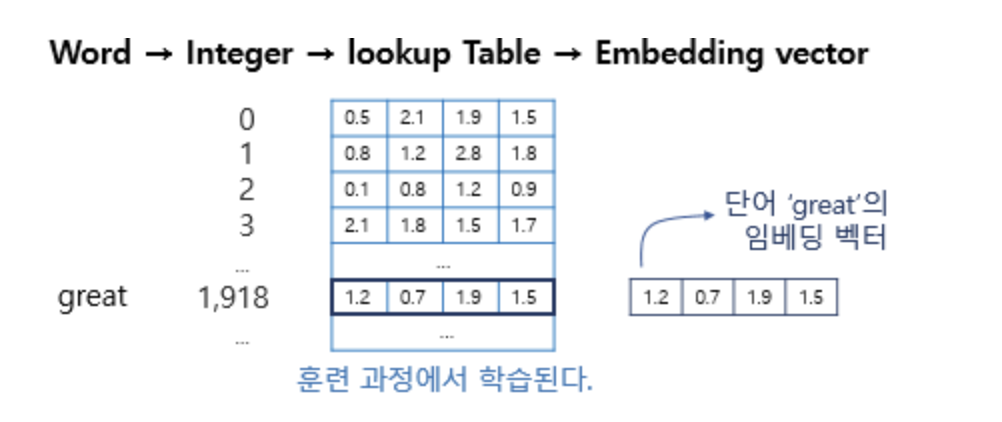 Word → Integer → lookup Table → Embedding vector
0 0.5 2.1 1.9 1.5
1 0.8 1.2 2.8 1.8
2 0.1 0.8 1.2 0.9
3 2.1 1.8 1.5 1.7
... ...
great 1,918 1.2 0.7 1.9 1.5
... ...
훈련 과정에서 학습된다.
단어 ‘great’의
임베딩 벡터
1.2 0.7 1.9 1.5